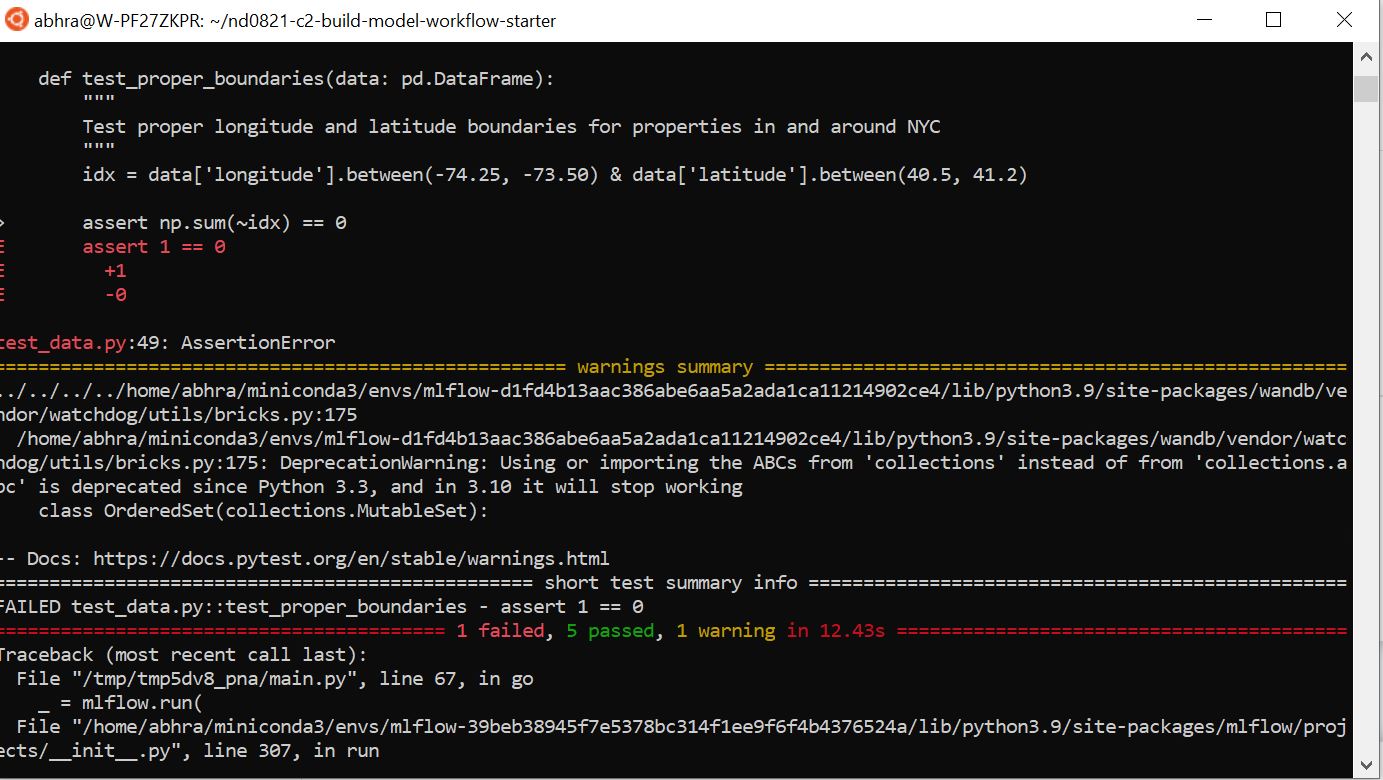 abhra@W-PF27ZKPR: ~/nd0821-c2-build-model-workflow-starter
def test_proper_boundaries(data: pd.DataFrame):
"""
Test proper longitude and latitude boundaries for properties in and around NYC
"""
idx = data['longitude'].between(-74.25, -73.50) & data['latitude'].between(40.5, 41.2)
> assert np.sum(~idx) == 0
E assert 1 == 0
E +1
E -0
test_data.py:49: AssertionError
==================================================== warnings summary =====================================================
../../../../home/abhra/miniconda3/envs/mlflow-d1fd4b13aac386abe6aa5a2ada1ca11214902ce4/lib/python3.9/site-packages/wandb/ve
ndor/watchdog/utils/bricks.py:175
/home/abhra/miniconda3/envs/mlflow-d1fd4b13aac386abe6aa5a2ada1ca11214902ce4/lib/python3.9/site-packages/wandb/vendor/watc
hdog/utils/bricks.py:175: DeprecationWarning: Using or importing the ABCs from 'collections' instead of from 'collections.a
bc' is deprecated since Python 3.3, and in 3.10 it will stop working
class OrderedSet(collections.MutableSet):
-- Docs: https://docs.pytest.org/en/stable/warnings.html
================================================= short test summary info =================================================
FAILED test_data.py::test_proper_boundaries - assert 1 == 0
========================================= 1 failed, 5 passed, 1 warning in 12.43s =========================================
Traceback (most recent call last):
File "/tmp/tmp5dv8_pna/main.py", line 67, in go
_ = mlflow.run(
File "/home/abhra/miniconda3/envs/mlflow-39beb38945f7e5378bc314f1ee9f6f4b4376524a/lib/python3.9/site-packages/mlflow/proj
ects/__init__.py", line 307, in run